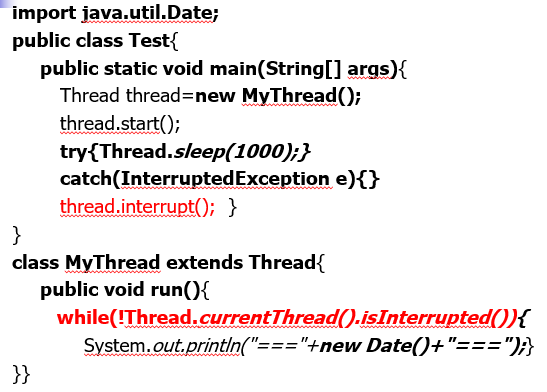 import java.util.Date;
public class Test{
public static void main(String[] args){
Thread thread=new MyThread();
thread.start();
try{Thread.sleep(1000);}
catch(InterruptedException e){}
thread.interrupt(); }
}
class MyThread extends Thread{
public void run(){
while(!Thread.currentThread().isInterrupted()){
System.out.println("==="+new Date()+"===");}
}}